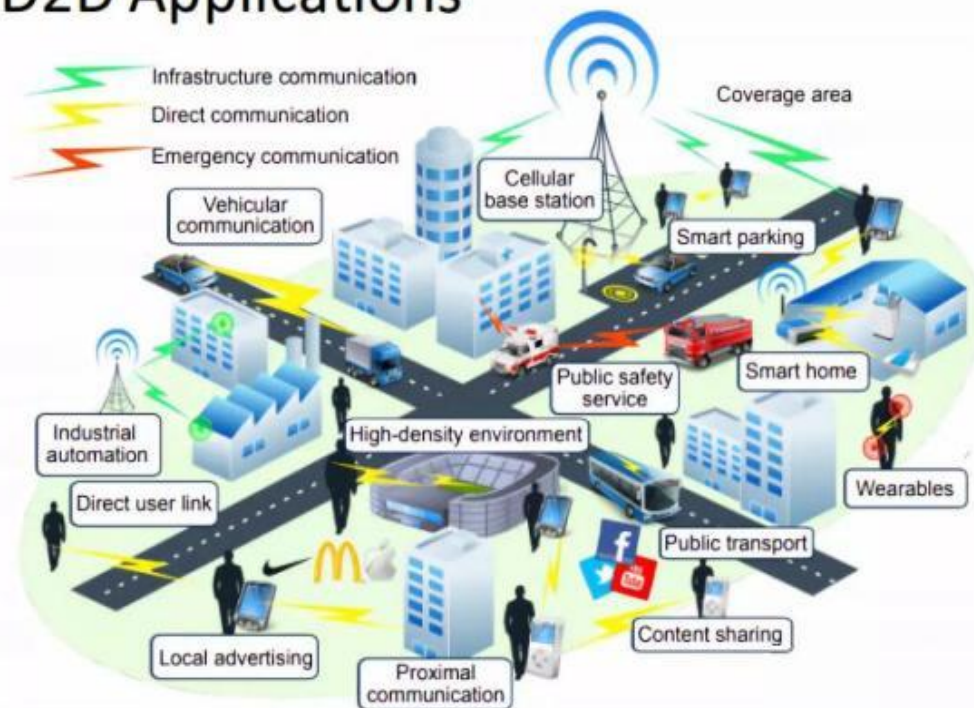 D2D Applications
Infrastructure communication
Direct communication
Emergency communication
Coverage area
Cellular
base station
Vehicular
communication
Smart parking
Public safety
service
Smart home
Industrial
automation
High-density environment
Wearables
Direct user link
Public transport
Local advertising
Proximal
communication
Content sharing
f
You
Tube